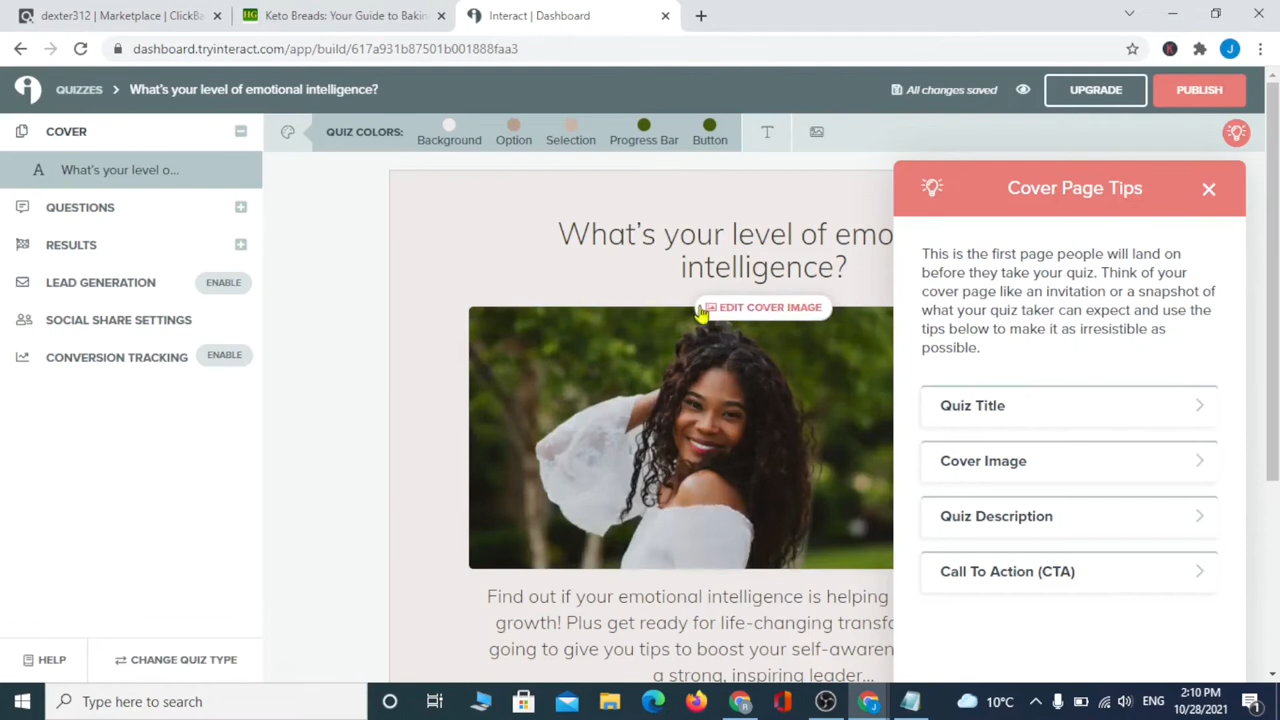 dexter312 | Marketplace | ClickBa
Keto Breads: Your Guide to Bakin
Interact | Dashboard
dashboard.tryinteract.com/app/build/617a931b87501b001888faa3
J
QUIZZES > What's your level of emotional intelligence?
All changes saved
UPGRADE
PUBLISH
COVER
What's your level o...
QUESTIONS
RESULTS
LEAD GENERATION ENABLE
SOCIAL SHARE SETTINGS
CONVERSION TRACKING ENABLE
HELP
CHANGE QUIZ TYPE
QUIZ COLORS:
Background
Option
Selection
Progress Bar
Button
T
What's your level of emo
intelligence?
EDIT COVER IMAGE
Find out if your emotional intelligence is helping
growth! Plus get ready for life-changing transf
going to give you tips to boost your self-awaren
a strong, inspiring leader...
Cover Page Tips
This is the first page people will land on
before they take your quiz. Think of your
cover page like an invitation or a snapshot of
what your quiz taker can expect and use the
tips below to make it as irresistible as
possible.
Quiz Title
Cover Image
Quiz Description
Call To Action (CTA)
Type here to search
10°C
ENG
2:10 PM
10/28/2021